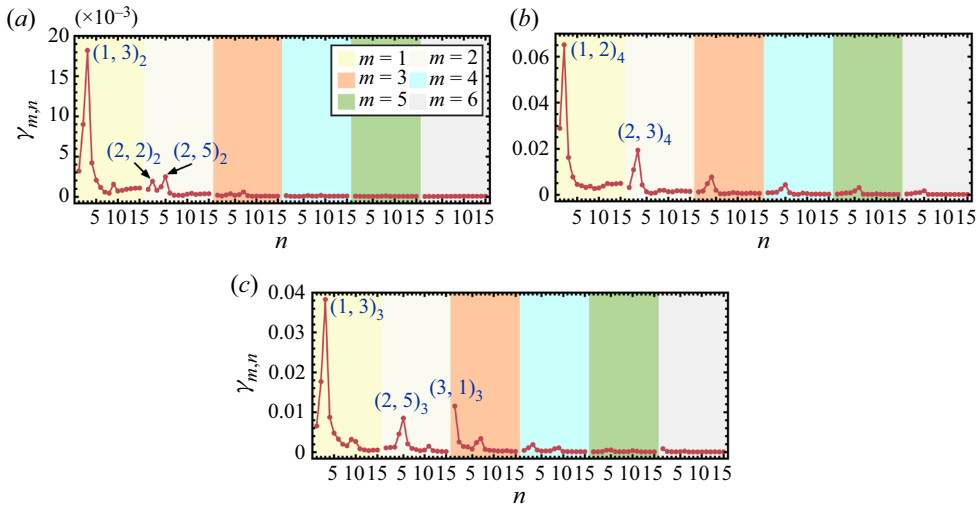 (a)
(×10⁻³)
20
15
10
5
0
γm,n
(1, 3)₂
(2, 2)₂
(2, 5)₂
m = 1
m = 2
m = 3
m = 4
m = 5
m = 6
5 1015 5 1015 5 1015 5 1015 5 1015 5 1015
n
(b)
0.06
0.04
0.02
0
(1, 2)₄
(2, 3)₄
5 1015 5 1015 5 1015 5 1015 5 1015 5 1015
n
(c)
0.04
0.03
0.02
0.01
0
γm,n
(1, 3)₃
(2, 5)₃
(3, 1)₃
5 1015 5 1015 5 1015 5 1015 5 1015 5 1015
n